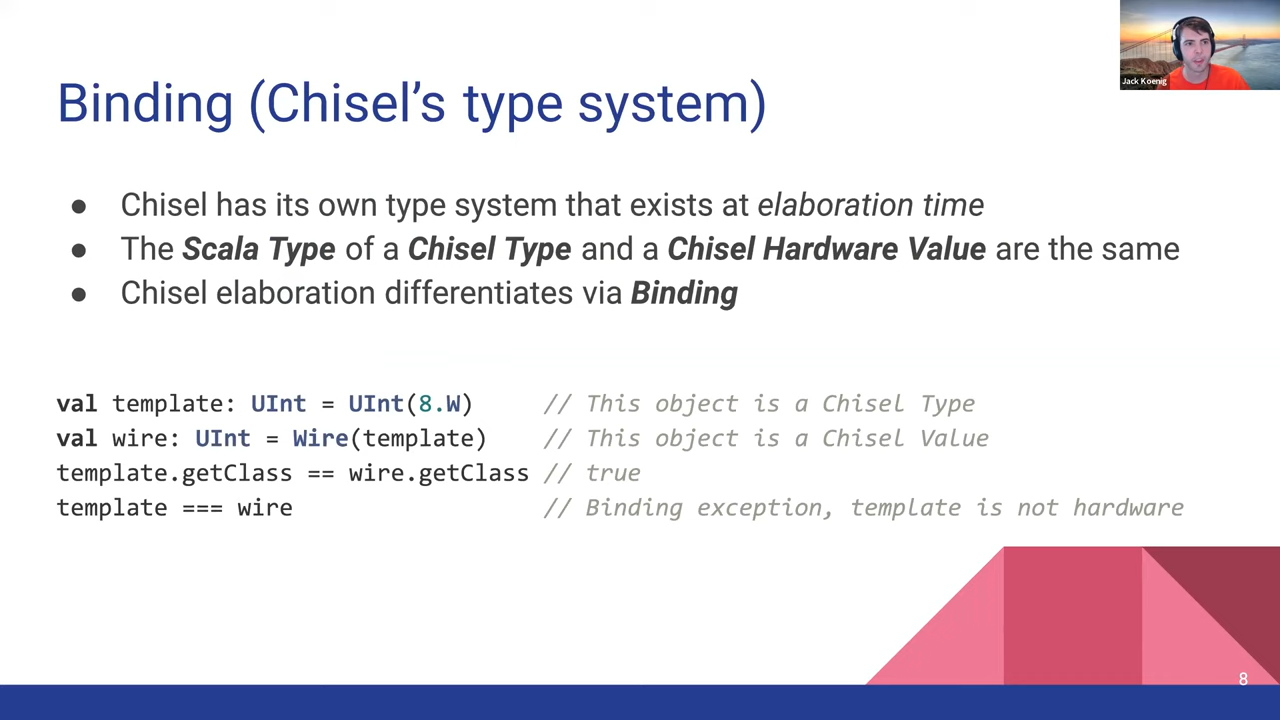 Jack Koenig
Binding (Chisel's type system)
● Chisel has its own type system that exists at elaboration time
● The Scala Type of a Chisel Type and a Chisel Hardware Value are the same
● Chisel elaboration differentiates via Binding
val template: UInt = UInt(8.W) // This object is a Chisel Type
val wire: UInt = Wire(template) // This object is a Chisel Value
template.getClass == wire.getClass // true
template === wire // Binding exception, template is not hardware
8